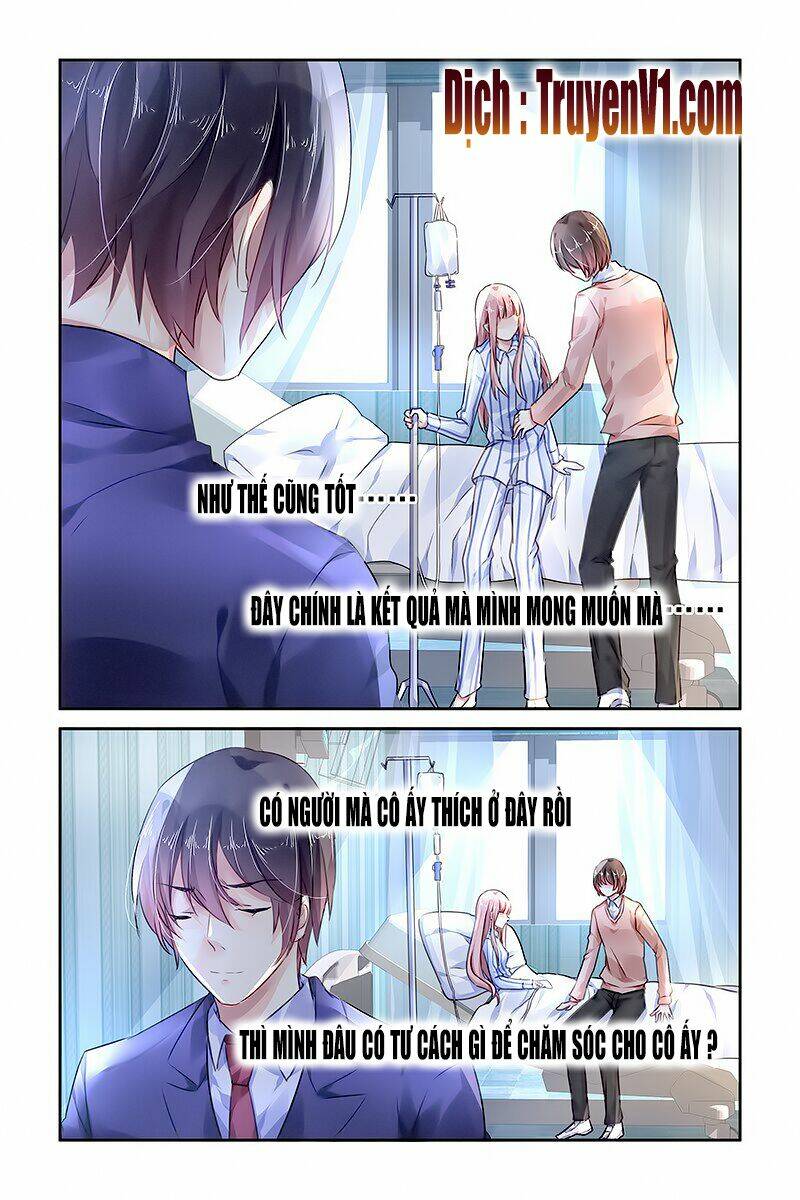 Dịch : TruyenV1.com
NHƯ THẾ CŨNG TỐT ......
ĐÂY CHÍNH LÀ KẾT QUẢ MÀ MÌNH MONG MUỐN MÀ ......
CÓ NGƯỜI MÀ CÔ ẤY THÍCH Ở ĐÂY RỒI
THÌ MÌNH ĐÂU CÓ TƯ CÁCH GÌ ĐỂ CHĂM SÓC CHO CÔ ẤY ?